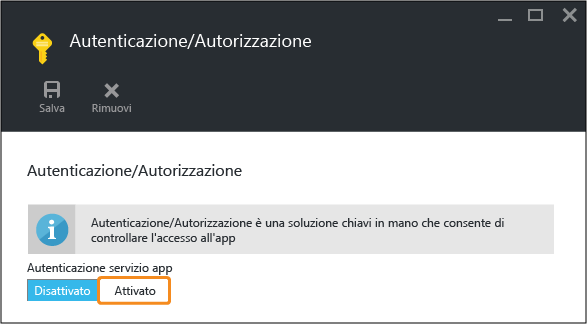 Autenticazione/Autorizzazione
Salva
Rimuovi
Autenticazione/Autorizzazione
Autenticazione/Autorizzazione è una soluzione chiavi in mano che consente di
controllare l'accesso all'app
Autenticazione servizio app
Disattivato
Attivato